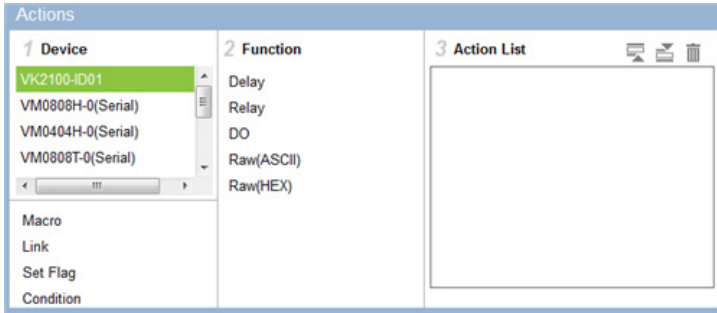 Actions
1 Device
VK2100-ID01
VM0808H-0(Serial)
VM0404H-0(Serial)
VM0808T-0(Serial)
Macro
Link
Set Flag
Condition
2 Function
Delay
Relay
DO
Raw(ASCII)
Raw(HEX)
3 Action List